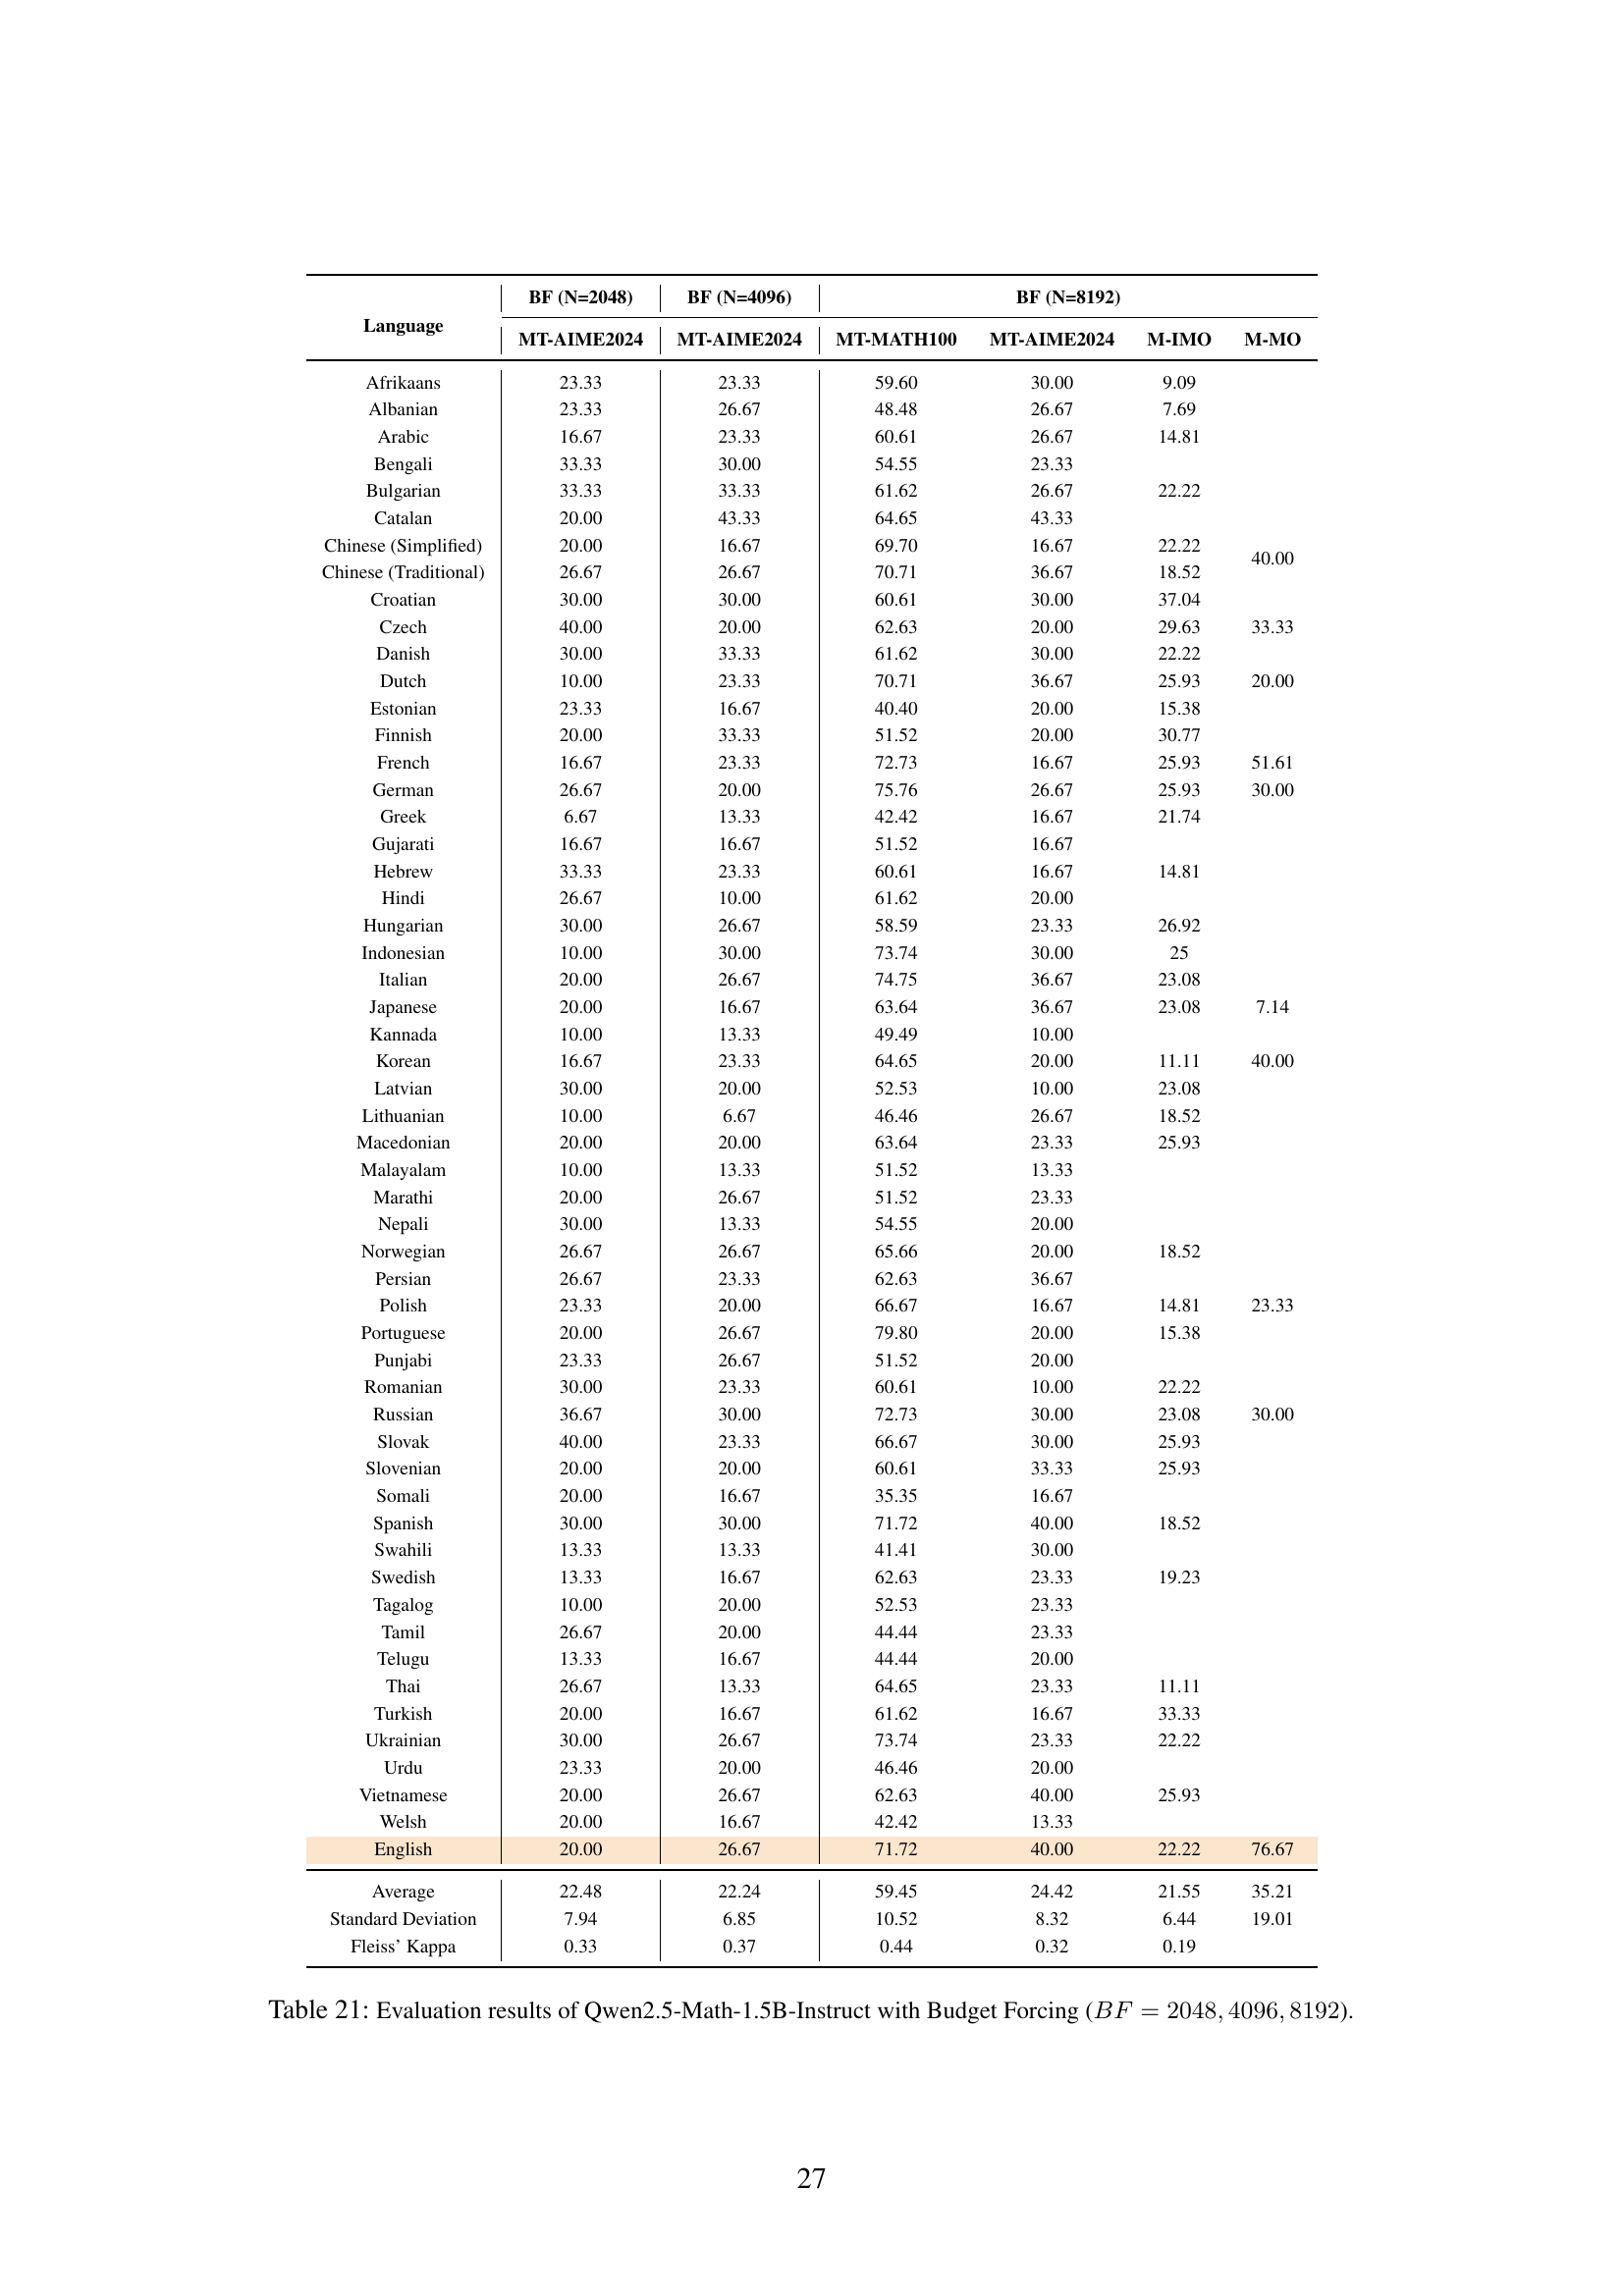 BF (N=2048) BF (N=4096) BF (N=8192)
Language
MT-AIME2024 MT-AIME2024 MT-MATH100 MT-AIME2024 M-IMO M-MO
Afrikaans 23.33 23.33 59.60 30.00 9.09
Albanian 23.33 26.67 48.48 26.67 7.69
Arabic 16.67 23.33 60.61 26.67 14.81
Bengali 33.33 30.00 54.55 23.33
Bulgarian 33.33 33.33 61.62 26.67 22.22
Catalan 20.00 43.33 64.65 43.33
Chinese (Simplified) 20.00 16.67 69.70 16.67 22.22
40.00
Chinese (Traditional) 26.67 26.67 70.71 36.67 18.52
Croatian 30.00 30.00 60.61 30.00 37.04
Czech 40.00 20.00 62.63 20.00 29.63 33.33
Danish 30.00 33.33 61.62 30.00 22.22
Dutch 10.00 23.33 70.71 36.67 25.93 20.00
Estonian 23.33 16.67 40.40 20.00 15.38
Finnish 20.00 33.33 51.52 20.00 30.77
French 16.67 23.33 72.73 16.67 25.93 51.61
German 26.67 20.00 75.76 26.67 25.93 30.00
Greek 6.67 13.33 42.42 16.67 21.74
Gujarati 16.67 16.67 51.52 16.67
Hebrew 33.33 23.33 60.61 16.67 14.81
Hindi 26.67 10.00 61.62 20.00
Hungarian 30.00 26.67 58.59 23.33 26.92
Indonesian 10.00 30.00 73.74 30.00 25
Italian 20.00 26.67 74.75 36.67 23.08
Japanese 20.00 16.67 63.64 36.67 23.08 7.14
Kannada 10.00 13.33 49.49 10.00
Korean 16.67 23.33 64.65 20.00 11.11 40.00
Latvian 30.00 20.00 52.53 10.00 23.08
Lithuanian 10.00 6.67 46.46 26.67 18.52
Macedonian 20.00 20.00 63.64 23.33 25.93
Malayalam 10.00 13.33 51.52 13.33
Marathi 20.00 26.67 51.52 23.33
Nepali 30.00 13.33 54.55 20.00
Norwegian 26.67 26.67 65.66 20.00 18.52
Persian 26.67 23.33 62.63 36.67
Polish 23.33 20.00 66.67 16.67 14.81 23.33
Portuguese 20.00 26.67 79.80 20.00 15.38
Punjabi 23.33 26.67 51.52 20.00
Romanian 30.00 23.33 60.61 10.00 22.22
Russian 36.67 30.00 72.73 30.00 23.08 30.00
Slovak 40.00 23.33 66.67 30.00 25.93
Slovenian 20.00 20.00 60.61 33.33 25.93
Somali 20.00 16.67 35.35 16.67
Spanish 30.00 30.00 71.72 40.00 18.52
Swahili 13.33 13.33 41.41 30.00
Swedish 13.33 16.67 62.63 23.33 19.23
Tagalog 10.00 20.00 52.53 23.33
Tamil 26.67 20.00 44.44 23.33
Telugu 13.33 16.67 44.44 20.00
Thai 26.67 13.33 64.65 23.33 11.11
Turkish 20.00 16.67 61.62 16.67 33.33
Ukrainian 30.00 26.67 73.74 23.33 22.22
Urdu 23.33 20.00 46.46 20.00
Vietnamese 20.00 26.67 62.63 40.00 25.93
Welsh 20.00 16.67 42.42 13.33
English 20.00 26.67 71.72 40.00 22.22 76.67
Average 22.48 22.24 59.45 24.42 21.55 35.21
Standard Deviation 7.94 6.85 10.52 8.32 6.44 19.01
Fleiss’ Kappa 0.33 0.37 0.44 0.32 0.19
Table 21: Evaluation results of Qwen2.5-Math-1.5B-Instruct with Budget Forcing (BF = 2048, 4096, 8192).
27